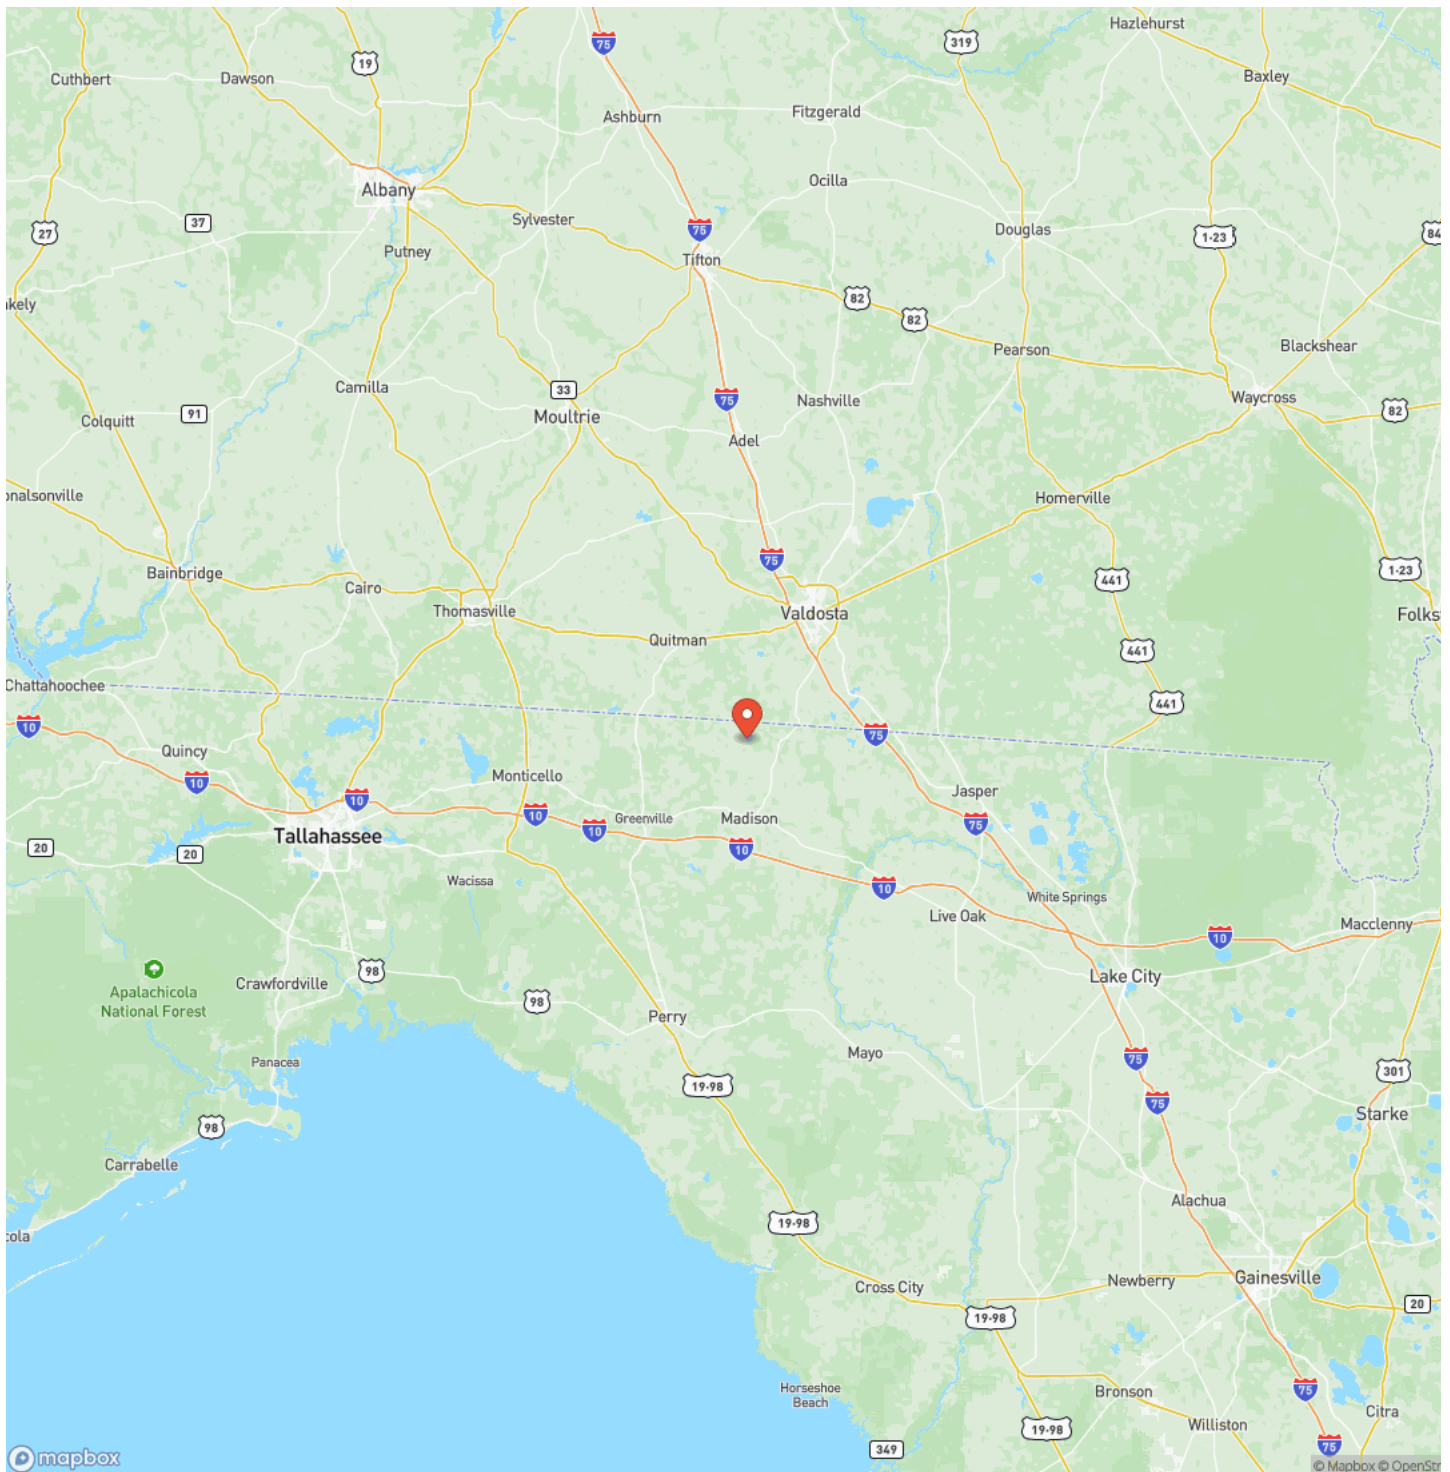 Hazlehurst
75
319
19
Cuthbert
Dawson
Baxley
Ashburn
Fitzgerald
Albany
Ocilla
37
Sylvester
27
75
Douglas
1-23
84
Putney
Tifton
82
akely
82
Blackshear
Pearson
Camilla
33
75
Nashville
Waycross
91
Moultrie
82
Colquitt
Adel
onalsonville
Homerville
75
Bainbridge
441
1-23
Cairo
Thomasville
Valdosta
Folks
Quitman
441
Chattahoochee
441
10
75
Quincy
10
Monticello
Jasper
10
10
Greenville
Madison
75
10
Tallahassee
20
20
10
Wacissa
10
White Springs
Live Oak
Macclenny
10
98
Lake City
Crawfordville
Apalachicola
National Forest
98
Perry
Panacea
Mayo
75
301
19-98
75
Starke
98
Carrabelle
Alachua
19-98
cola
Newberry
Gainesville
Cross City
20
19-98
Horseshoe
Beach
Bronson
75
Citra
19-98
Williston
349
75
mapbox
© Mapbox © OpenStr